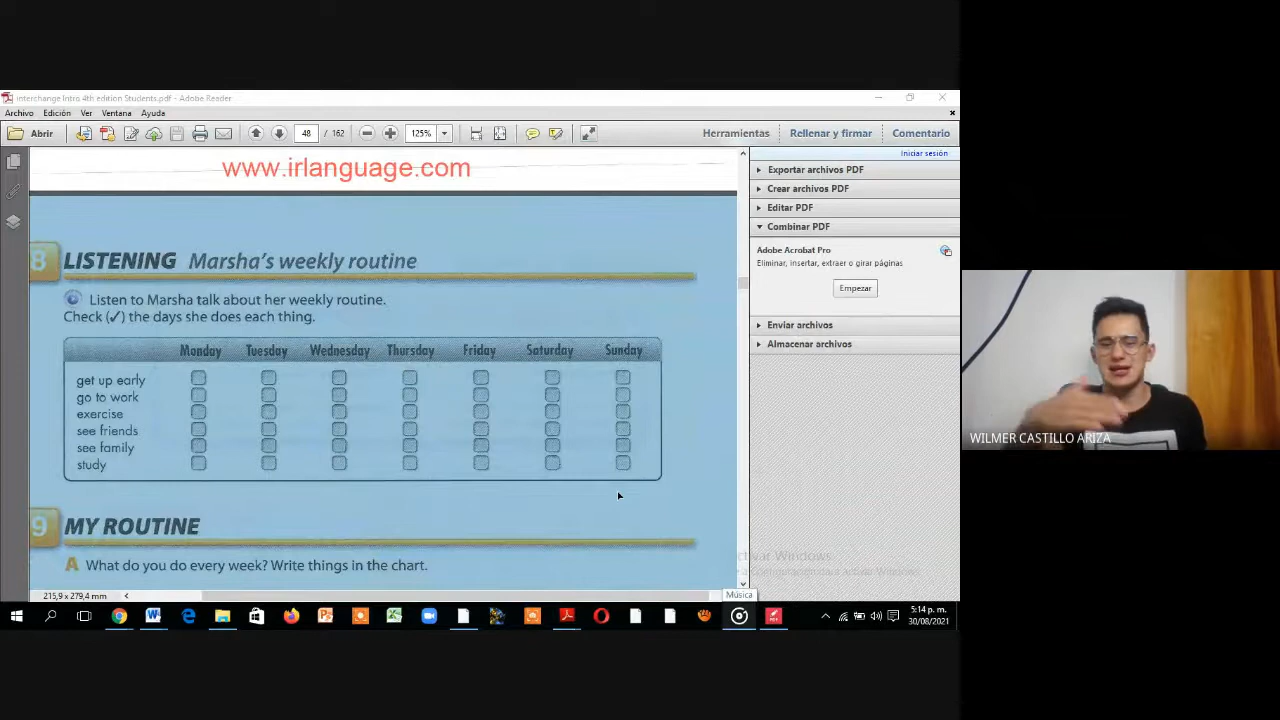 interchange Intro 4th edition Students.pdf - Adobe Reader
Archivo Edición Ver Ventana Ayuda
Abrir 48 / 162 125% Herramientas Rellenar y firmar Comentario
Iniciar sesión
www.irlanguage.com
Exportar archivos PDF
Crear archivos PDF
Editar PDF
Combinar PDF
Adobe Acrobat Pro
Eliminar, insertar, extraer o girar páginas
Empezar
Enviar archivos
Almacenar archivos
8 LISTENING Marsha's weekly routine
Listen to Marsha talk about her weekly routine.
Check (✓) the days she does each thing.
Monday Tuesday Wednesday Thursday Friday Saturday Sunday
get up early
go to work
exercise
see friends
see family
study
9 MY ROUTINE
A What do you do every week? Write things in the chart.
WILMER CASTILLO ARIZA
Activar Windows
215,9 x 279,4 mm
Música
5:14 p. m.
30/08/2021